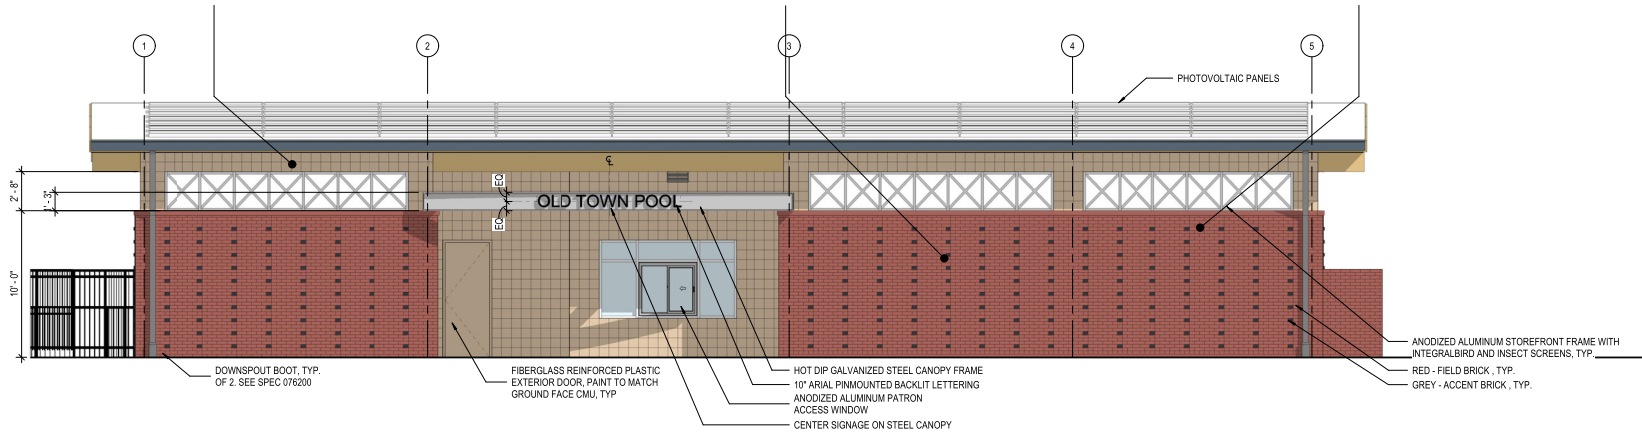 1
2
3
4
5
PHOTOVOLTAIC PANELS
℄
2' - 8"
1' - 3"
10' - 0"
EQ
EQ
OLD TOWN POOL
DOWNSPOUT BOOT, TYP.
OF 2. SEE SPEC 076200
FIBERGLASS REINFORCED PLASTIC
EXTERIOR DOOR, PAINT TO MATCH
GROUND FACE CMU, TYP
HOT DIP GALVANIZED STEEL CANOPY FRAME
10" ARIAL PINMOUNTED BACKLIT LETTERING
ANODIZED ALUMINUM PATRON
ACCESS WINDOW
CENTER SIGNAGE ON STEEL CANOPY
ANODIZED ALUMINUM STOREFRONT FRAME WITH
INTEGRALBIRD AND INSECT SCREENS, TYP.
RED - FIELD BRICK , TYP.
GREY - ACCENT BRICK , TYP.